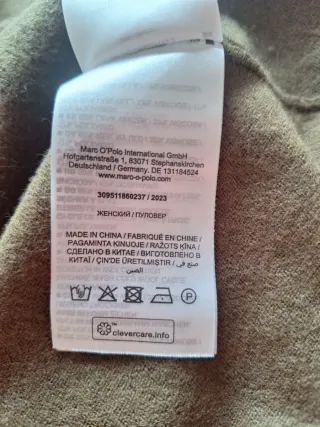 Marc O'Polo International GmbH
Hofgartenstraße 1, 83071 Stephanskirchen
Deutschland / Germany. DE 131184524
www.marc-o-polo.com
309511860237 / 2023
ЖЕНСКИЙ / ПУЛОВЕР
MADE IN CHINA / FABRIQUÉ EN CHINE /
PAGAMINTA KINIJOJE / RAŽOTS ĶĪNA /
СДЕЛАНО В КИТАЕ / ВИГОТОВЛЕНО В
КИТАЇ / ÇİN'DE ÜRETİLMİŞTİR / صنع في
الصين
clevercare.info